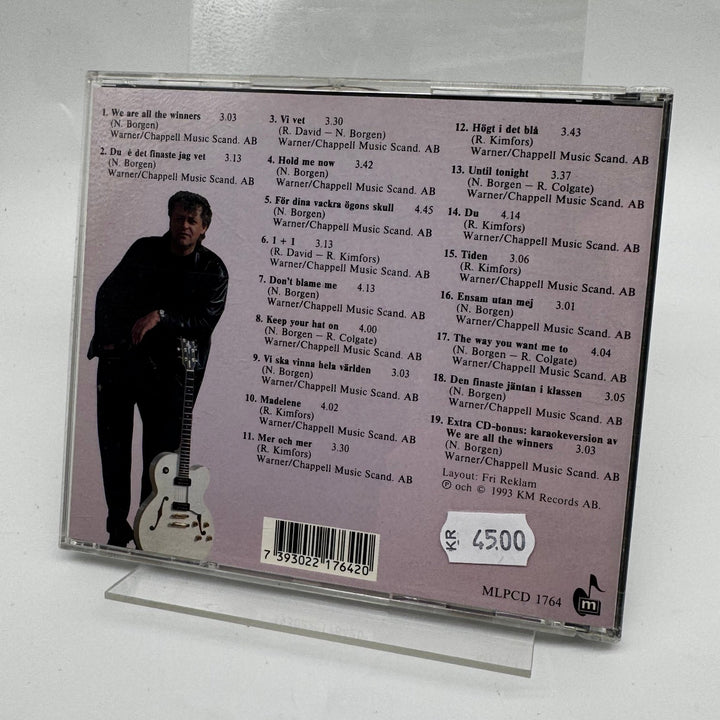 1. We are all the winners 3.03
(N. Borgen)
Warner/Chappell Music Scand. AB
2. Du é det finaste jag vet 3.13
(N. Borgen)
Warner/Chappell Music Scand. AB
3. Vi vet 3.30
(R. David – N. Borgen)
Warner/Chappell Music Scand. AB
4. Hold me now 3.42
(N. Borgen)
Warner/Chappell Music Scand. AB
5. För dina vackra ögons skull 4.45
(N. Borgen)
Warner/Chappell Music Scand. AB
6. 1 + 1 3.13
(R. David – R. Kimfors)
Warner/Chappell Music Scand. AB
7. Don't blame me 4.13
(N. Borgen)
Warner/Chappell Music Scand. AB
8. Keep your hat on 4.00
(N. Borgen – R. Colgate)
Warner/Chappell Music Scand. AB
9. Vi ska vinna hela världen 3.03
(N. Borgen)
Warner/Chappell Music Scand. AB
10. Madelene 4.02
(R. Kimfors)
Warner/Chappell Music Scand. AB
11. Mer och mer 3.30
(R. Kimfors)
Warner/Chappell Music Scand. AB
12. Högt i det blå 3.43
(R. Kimfors)
Warner/Chappell Music Scand. AB
13. Until tonight 3.37
(N. Borgen – R. Colgate)
Warner/Chappell Music Scand. AB
14. Du 4.14
(R. Kimfors)
Warner/Chappell Music Scand. AB
15. Tiden 3.06
(R. Kimfors)
Warner/Chappell Music Scand. AB
16. Ensam utan mej 3.01
(N. Borgen)
Warner/Chappell Music Scand. AB
17. The way you want me to 4.04
(N. Borgen – R. Colgate)
Warner/Chappell Music Scand. AB
18. Den finaste jäntan i klassen 3.05
(N. Borgen)
Warner/Chappell Music Scand. AB
19. Extra CD-bonus: karaokeversion av
We are all the winners 3.03
(N. Borgen)
Warner/Chappell Music Scand. AB
Layout: Fri Reklam
℗ och © 1993 KM Records AB.
KR 45.00
7 393022 176420
MLPCD 1764
m